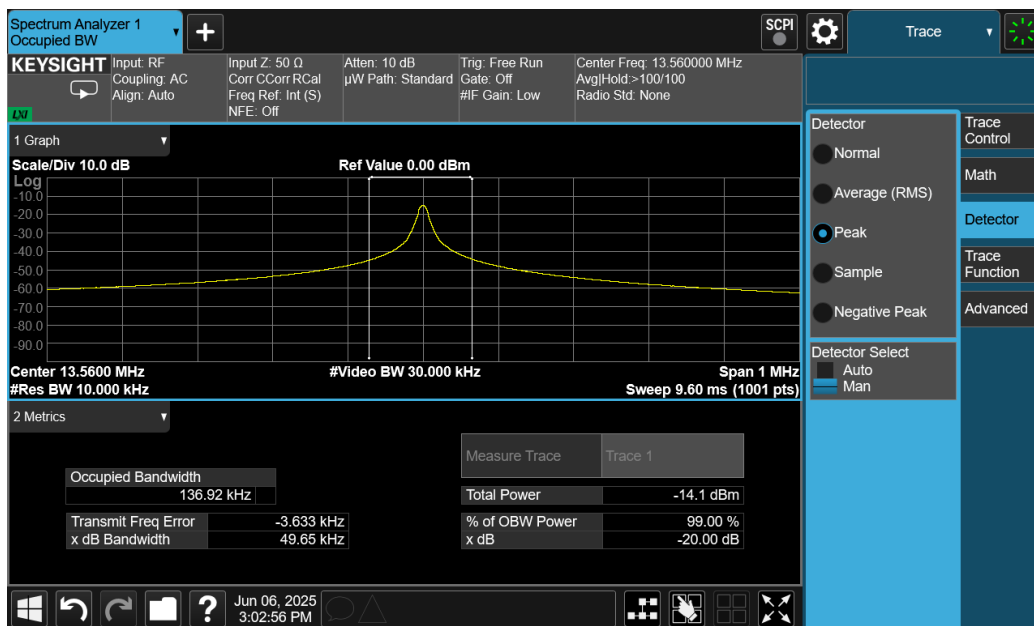 Spectrum Analyzer 1
Occupied BW
SCPI
Trace
KEYSIGHT
LXI
Input: RF
Coupling: AC
Align: Auto
Input Z: 50 Ω
Corr CCorr RCal
Freq Ref: Int (S)
NFE: Off
Atten: 10 dB
µW Path: Standard
Trig: Free Run
Gate: Off
#IF Gain: Low
Center Freq: 13.560000 MHz
Avg|Hold:>100/100
Radio Std: None
1 Graph
Scale/Div 10.0 dB
Ref Value 0.00 dBm
Log
-10.0
-20.0
-30.0
-40.0
-50.0
-60.0
-70.0
-80.0
-90.0
Center 13.5600 MHz
#Video BW 30.000 kHz
Span 1 MHz
#Res BW 10.000 kHz
Sweep 9.60 ms (1001 pts)
2 Metrics
Measure Trace Trace 1
Occupied Bandwidth
136.92 kHz
Total Power -14.1 dBm
Transmit Freq Error -3.633 kHz
% of OBW Power 99.00 %
x dB Bandwidth 49.65 kHz
x dB -20.00 dB
Detector
Normal
Average (RMS)
Peak
Sample
Negative Peak
Detector Select
Auto
Man
Trace
Control
Math
Detector
Trace
Function
Advanced
?
Jun 06, 2025
3:02:56 PM